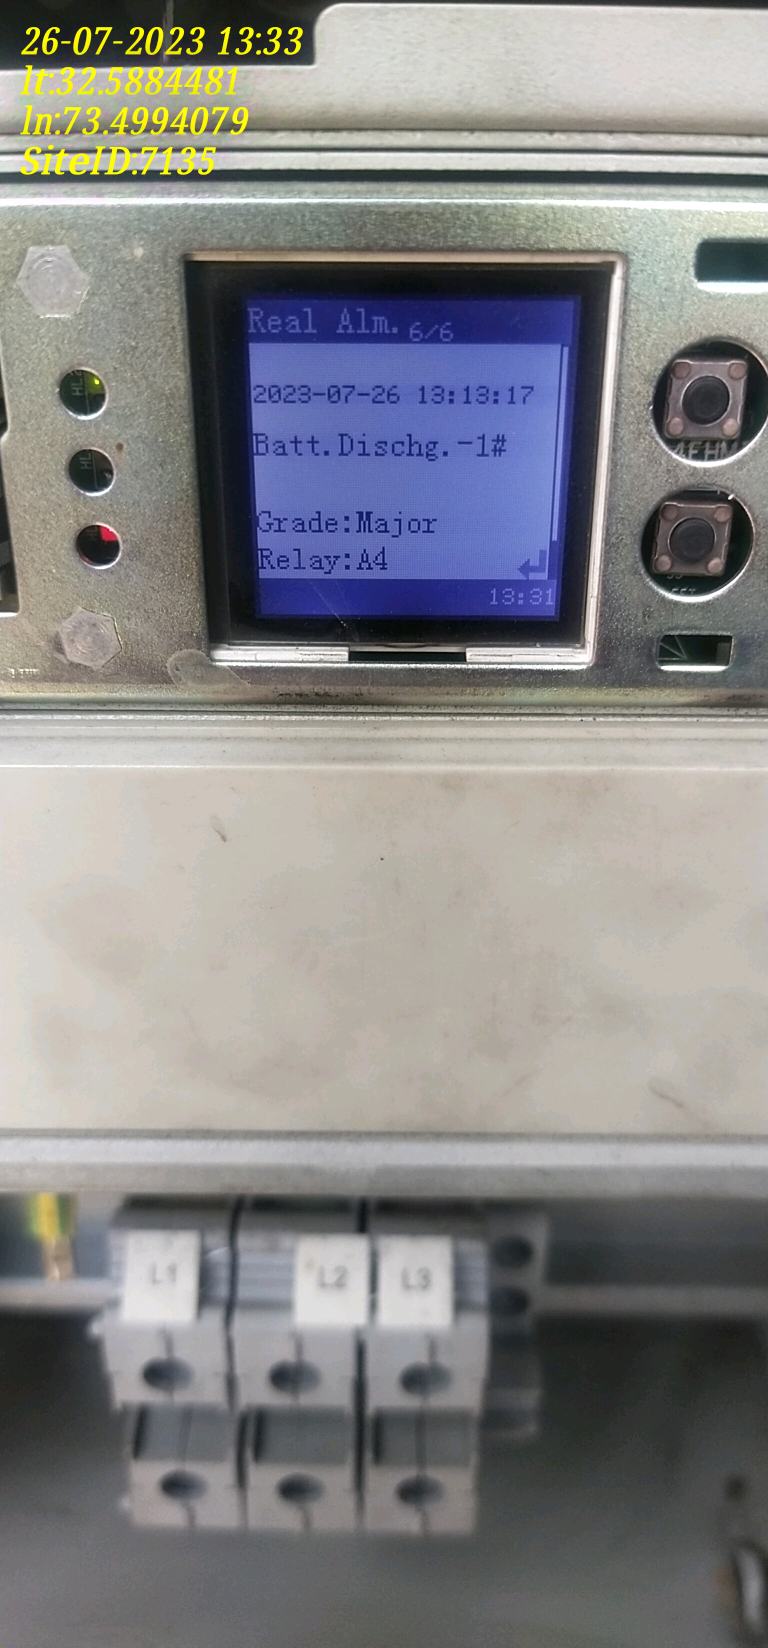 26-07-2023 13:33
lt:32.5884481
ln:73.4994079
SiteID:7135
Real Alm. 6/6
2023-07-26 13:13:17
Batt.Dischg.-1#
Grade:Major
Relay:A4
13:31
L1 L2 L3